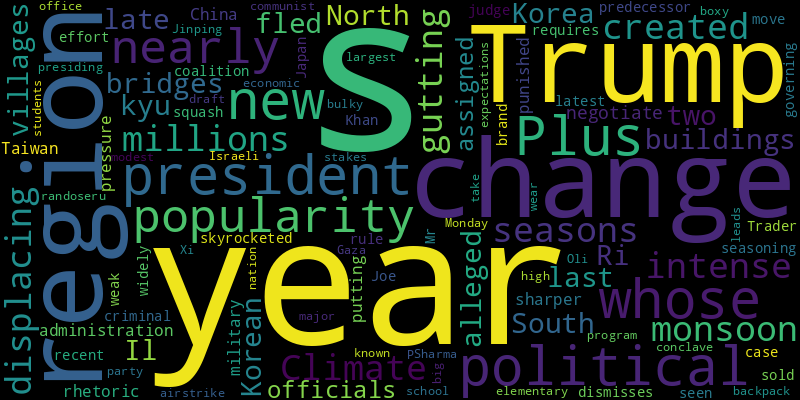 office
communist
judge
predecessor
boxy
late
China
North
Korea
created
move
villages
effort
Jinping
fled
requires
region
nearly
S
Trump
governing
presiding
coalition
largest
Japan
gutting
assigned
expectations
punished
latest
bridges
economic
new
students
kyu
squash
draft
bulky
Khan
brand
negotiate
two
millions
Plus
buildings
Taiwan
modest
Israeli
stakes
pressure
president
change
take
wear
randoseru
popularity
seasons
leads
Trader
displacing
.
skyrocketed
rule
Mr
Monday
seasoning
Xi
nation
Gaza
year
alleged
Ri
intense
weak
widely
putting
Joe
high
last
Oli
whose
criminal
military
Korean
major
sharper
administration
South
monsoon
program
recent
Il
Climate
known
PSharma
political
conclave
case
party
big
sold
rhetoric
airstrike
officials
school
elementary
dismisses
seen
backpack